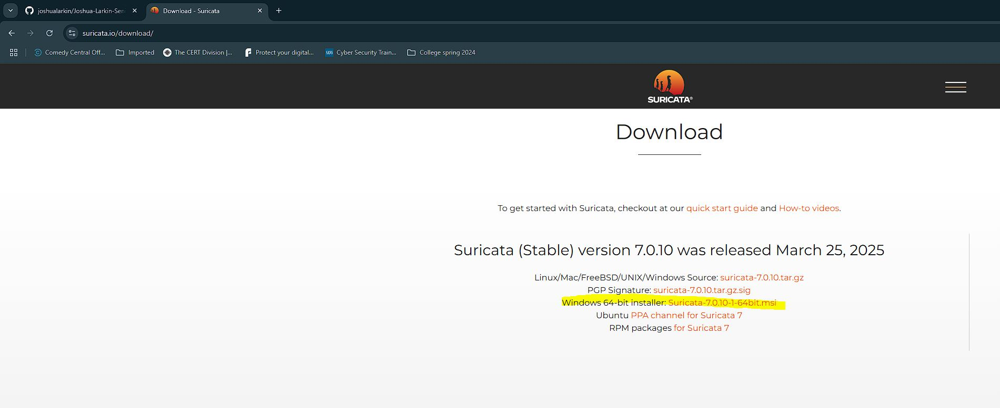 joshualarkin/Joshua-Larkin-Sen
Download - Suricata
suricata.io/download/
Comedy Central Off...
Imported
The CERT Division |...
Protect your digital...
SANS
Cyber Security Train...
College spring 2024
SURICATA®
Download
To get started with Suricata, checkout at our quick start guide and How-to videos.
Suricata (Stable) version 7.0.10 was released March 25, 2025
Linux/Mac/FreeBSD/UNIX/Windows Source: suricata-7.0.10.tar.gz
PGP Signature: suricata-7.0.10.tar.gz.sig
Windows 64-bit installer: Suricata-7.0.10-1-64bit.msi
Ubuntu PPA channel for Suricata 7
RPM packages for Suricata 7